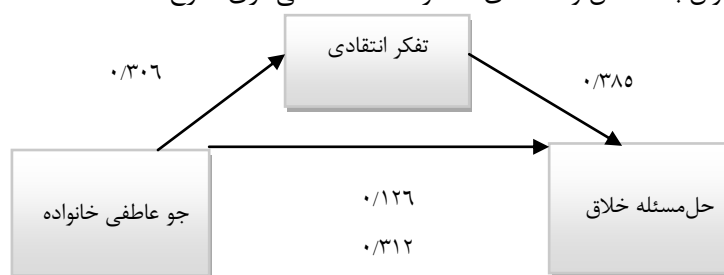 تفکر انتقادی
۰/۳۰۶
۰/۳۸۵
جو عاطفی خانواده
۰/۱۲۶
۰/۳۱۲
حل‌مسئله خلاق